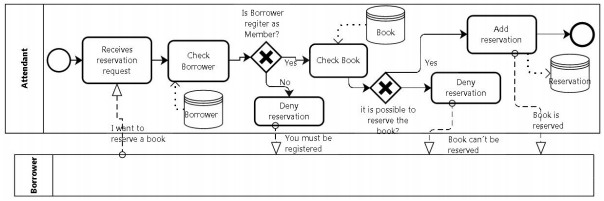 Attendant
Receives
reservation
request
Check
Borrower
Borrower
Is Borrower
regiter as
Member?
Yes
No
Deny
reservation
Check Book
Book
it is possible to
reserve the
book?
Yes
Deny
reservation
Add
reservation
Reservation
I want to
reserve a book
You must be
registered
Book can't be
reserved
Book is
reserved
Borrower